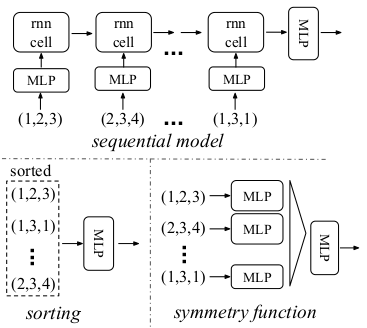 rnn cell
rnn cell
...
rnn cell
MLP
MLP
MLP
MLP
(1,2,3)
(2,3,4)
...
(1,3,1)
sequential model
sorted
(1,2,3)
(1,3,1)
...
(2,3,4)
MLP
sorting
(1,2,3)
MLP
(2,3,4)
MLP
...
(1,3,1)
MLP
MLP
symmetry function